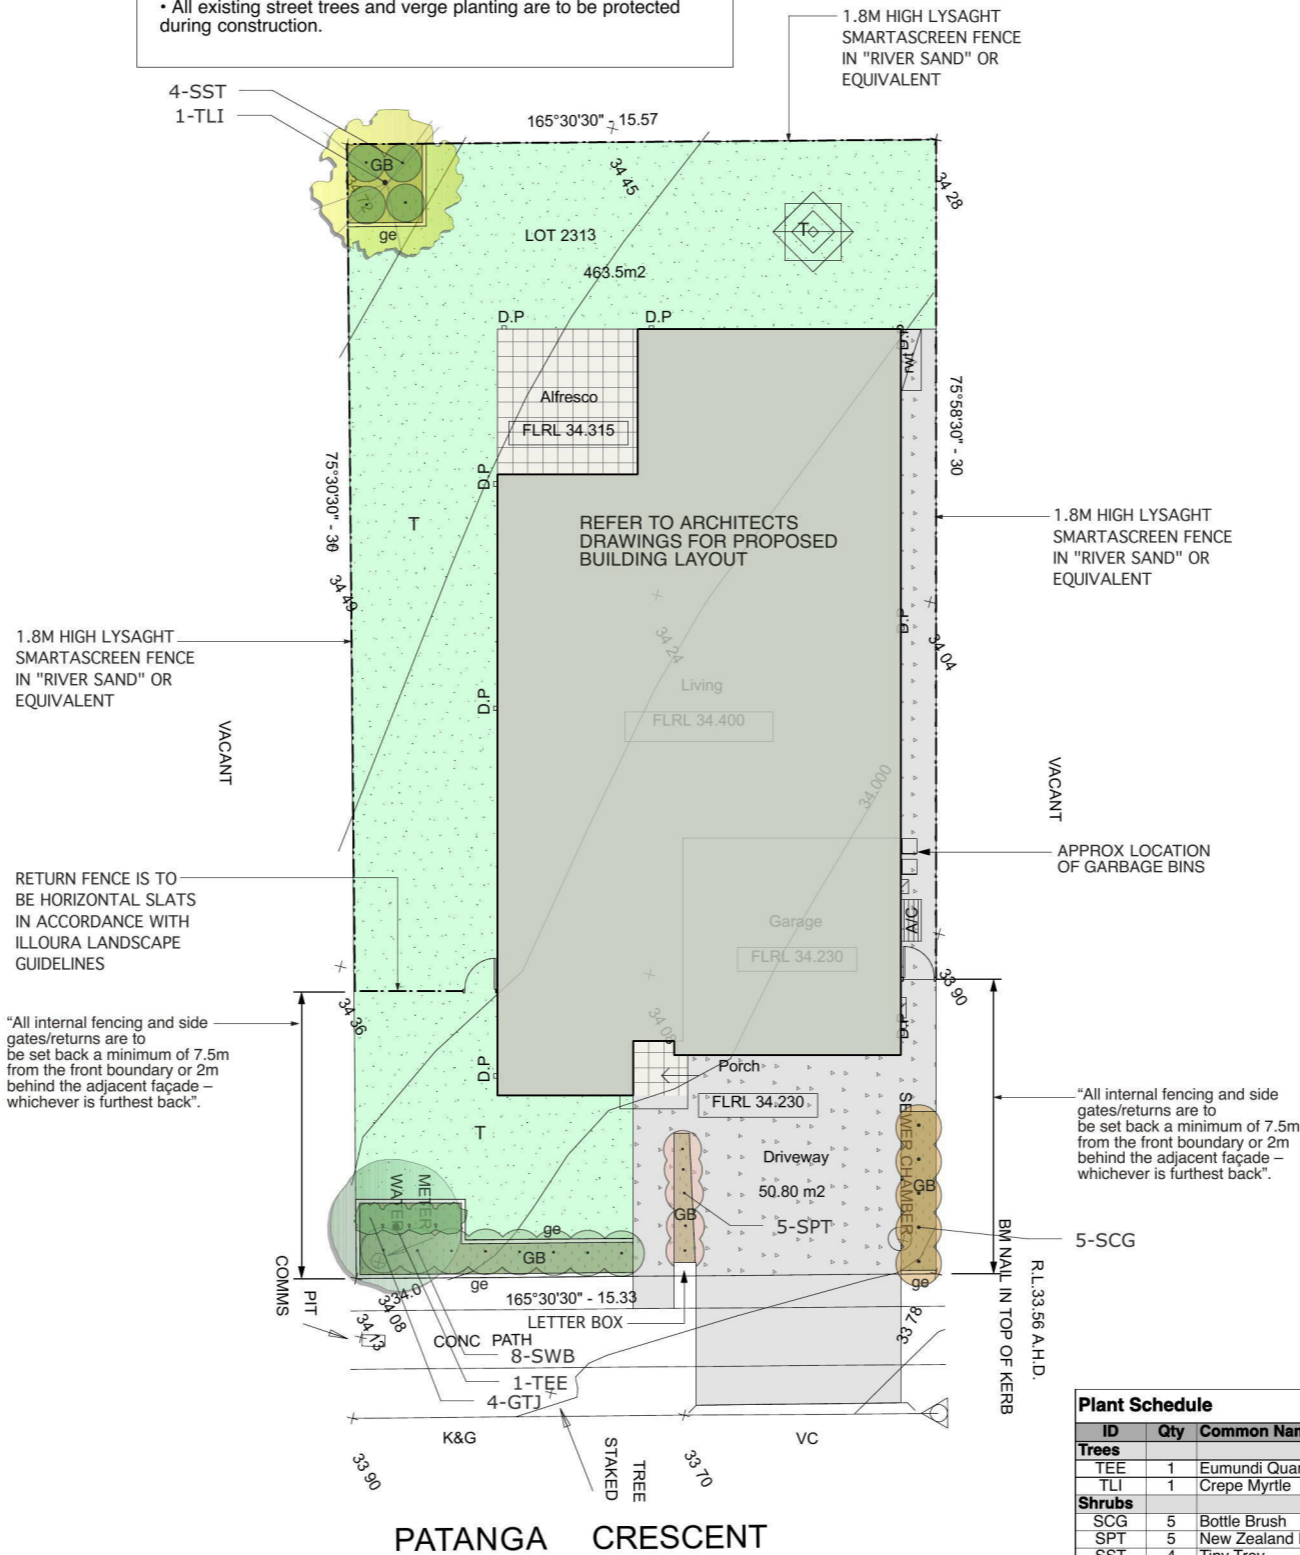 • All existing street trees and verge planting are to be protected
during construction.
1.8M HIGH LYSAGHT
SMARTASCREEN FENCE
IN "RIVER SAND" OR
EQUIVALENT
4-SST
1-TLI
165°30'30" - 15.57
GB
ge
34 45
34 28
T
LOT 2313
463.5m2
D.P
D.P
D.P
rwt
Alfresco
FLRL 34.315
75°58'30" - 30
75°30'30" - 30
D.P
T
REFER TO ARCHITECTS
DRAWINGS FOR PROPOSED
BUILDING LAYOUT
1.8M HIGH LYSAGHT
SMARTASCREEN FENCE
IN "RIVER SAND" OR
EQUIVALENT
34 49
34 24
D.P
34 04
1.8M HIGH LYSAGHT
SMARTASCREEN FENCE
IN "RIVER SAND" OR
EQUIVALENT
Living
FLRL 34.400
D.P
VACANT
VACANT
34.000
APPROX LOCATION
OF GARBAGE BINS
RETURN FENCE IS TO
BE HORIZONTAL SLATS
IN ACCORDANCE WITH
ILLOURA LANDSCAPE
GUIDELINES
Garage
FLRL 34.230
A/C
33 90
34 36
34 08
D.P
"All internal fencing and side
gates/returns are to
be set back a minimum of 7.5m
from the front boundary or 2m
behind the adjacent façade –
whichever is furthest back".
D.P
Porch
FLRL 34.230
T
"All internal fencing and side
gates/returns are to
be set back a minimum of 7.5m
from the front boundary or 2m
behind the adjacent façade –
whichever is furthest back".
Driveway
50.80 m2
SEWER CHAMBER
WATER
METER
GB
GB
5-SPT
5-SCG
ge
GB
ge
ge
COMMS
PIT
34.0
34 08
34 13
165°30'30" - 15.33
LETTER BOX
33 78
BM NAIL IN TOP OF KERB
R.L.33.56 A.H.D.
CONC PATH
8-SWB
1-TEE
4-GTJ
K&G
VC
33 90
STAKED
TREE
33 70
PATANGA CRESCENT
Plant Schedule
ID Qty Common Nam
Trees
TEE 1 Eumundi Quan
TLI 1 Crepe Myrtle
Shrubs
SCG 5 Bottle Brush
SPT 5 New Zealand